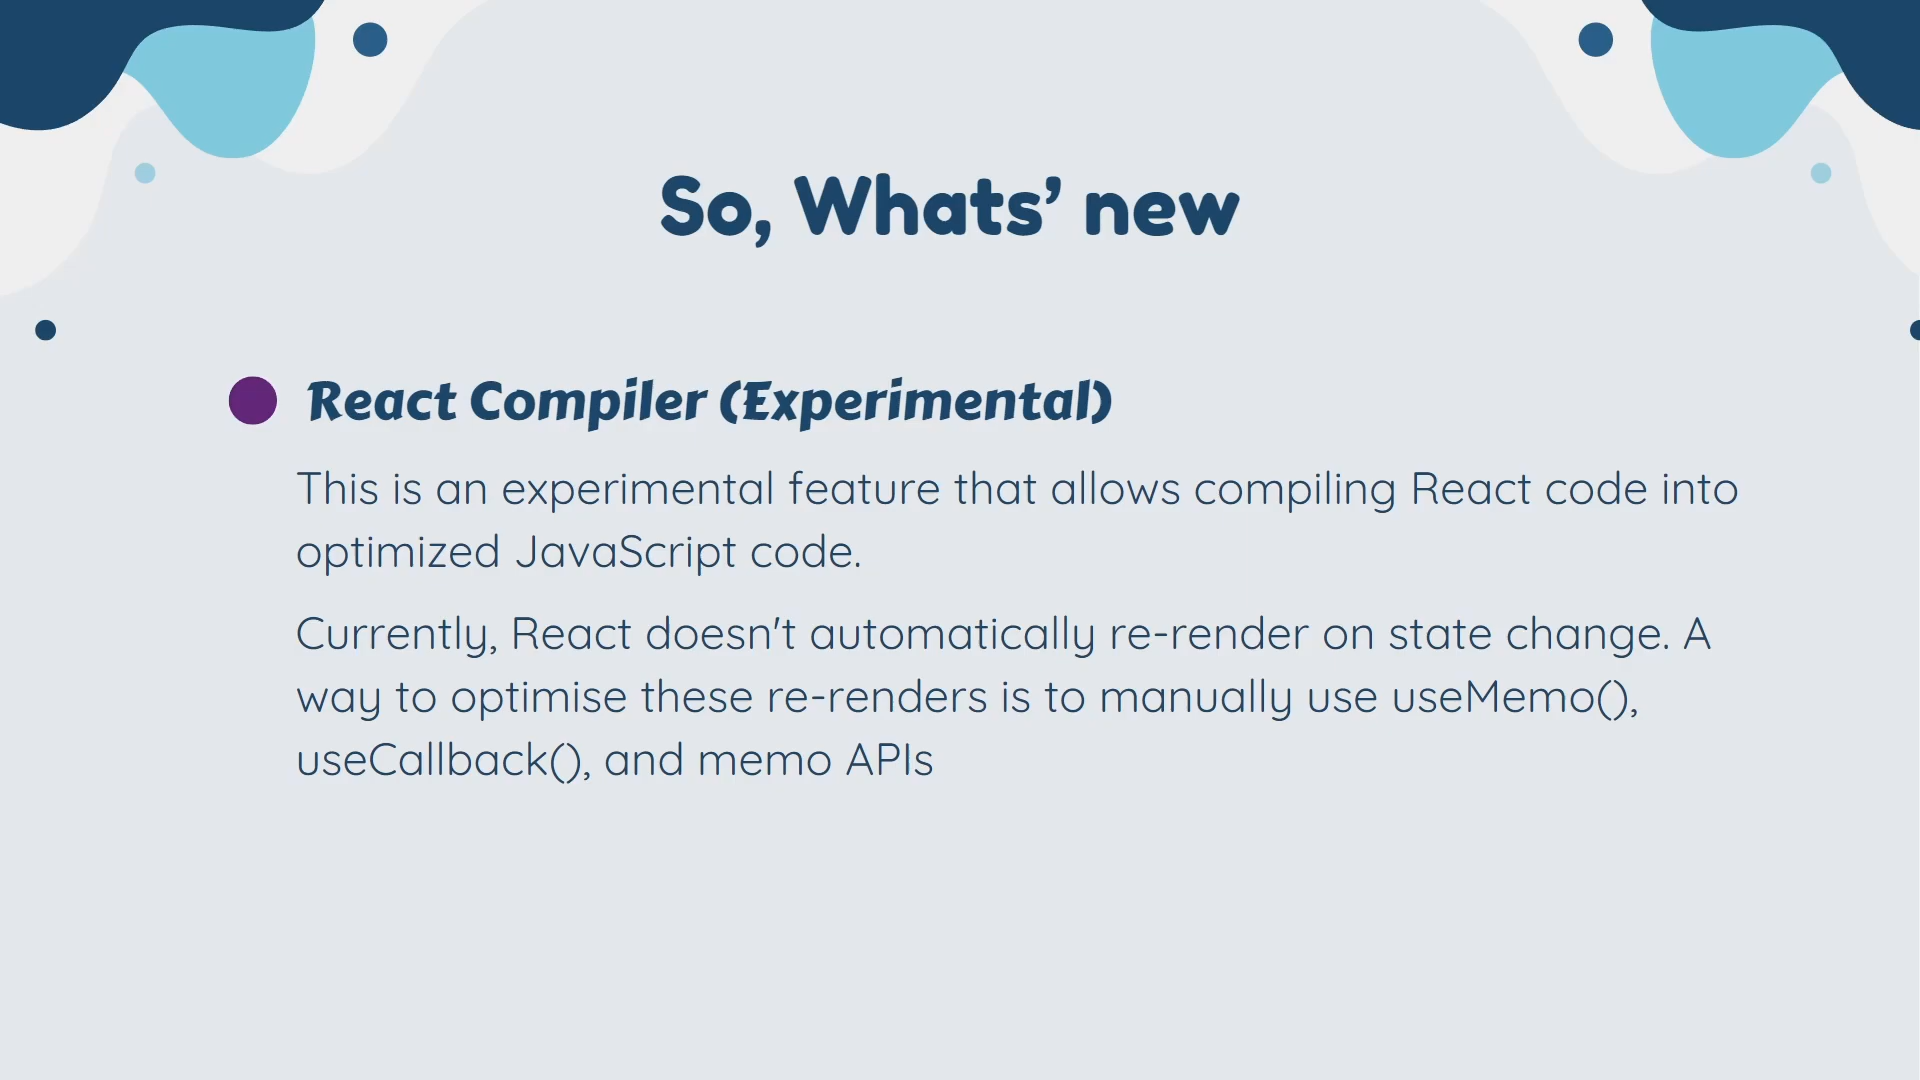 So, Whats’ new
React Compiler (Experimental)
This is an experimental feature that allows compiling React code into
optimized JavaScript code.
Currently, React doesn't automatically re-render on state change. A
way to optimise these re-renders is to manually use useMemo(),
useCallback(), and memo APIs